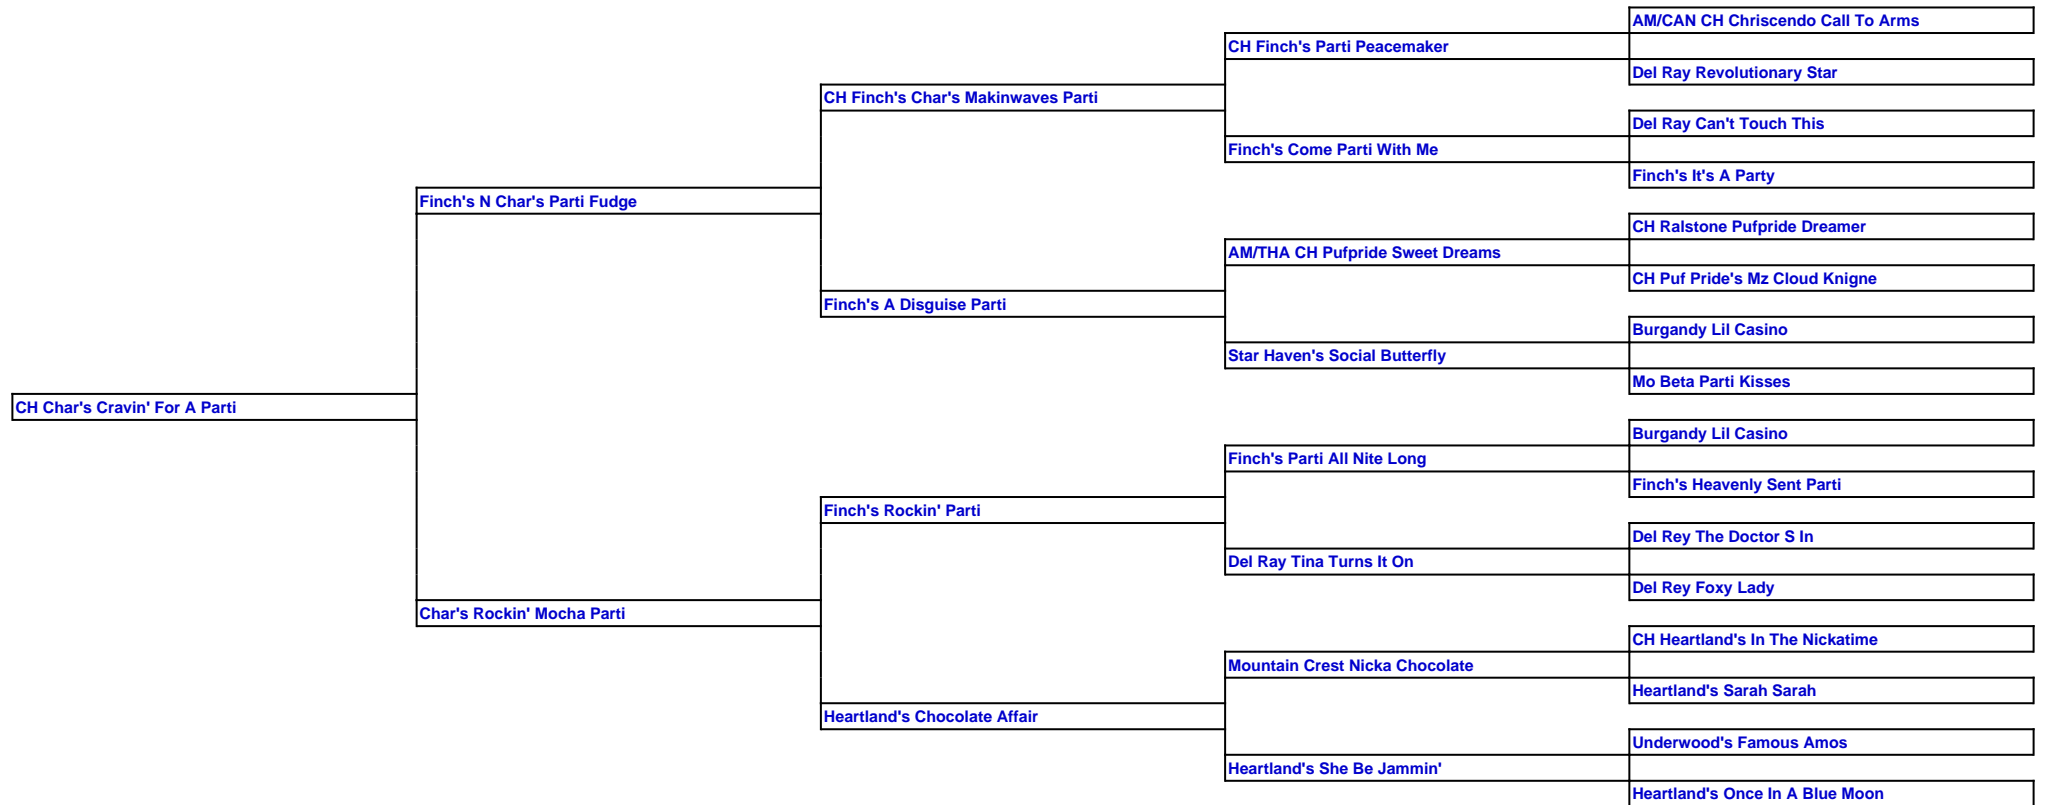 AM/CAN CH Chriscendo Call To Arms
CH Finch's Parti Peacemaker
Del Ray Revolutionary Star
CH Finch's Char's Makinwaves Parti
Del Ray Can't Touch This
Finch's Come Parti With Me
Finch's It's A Party
Finch's N Char's Parti Fudge
CH Ralstone Pufpride Dreamer
AM/THA CH Pufpride Sweet Dreams
CH Puf Pride's Mz Cloud Knigne
Finch's A Disguise Parti
Burgandy Lil Casino
Star Haven's Social Butterfly
Mo Beta Parti Kisses
CH Char's Cravin' For A Parti
Burgandy Lil Casino
Finch's Parti All Nite Long
Finch's Heavenly Sent Parti
Finch's Rockin' Parti
Del Rey The Doctor S In
Del Ray Tina Turns It On
Del Rey Foxy Lady
Char's Rockin' Mocha Parti
CH Heartland's In The Nickatime
Mountain Crest Nicka Chocolate
Heartland's Sarah Sarah
Heartland's Chocolate Affair
Underwood's Famous Amos
Heartland's She Be Jammin'
Heartland's Once In A Blue Moon